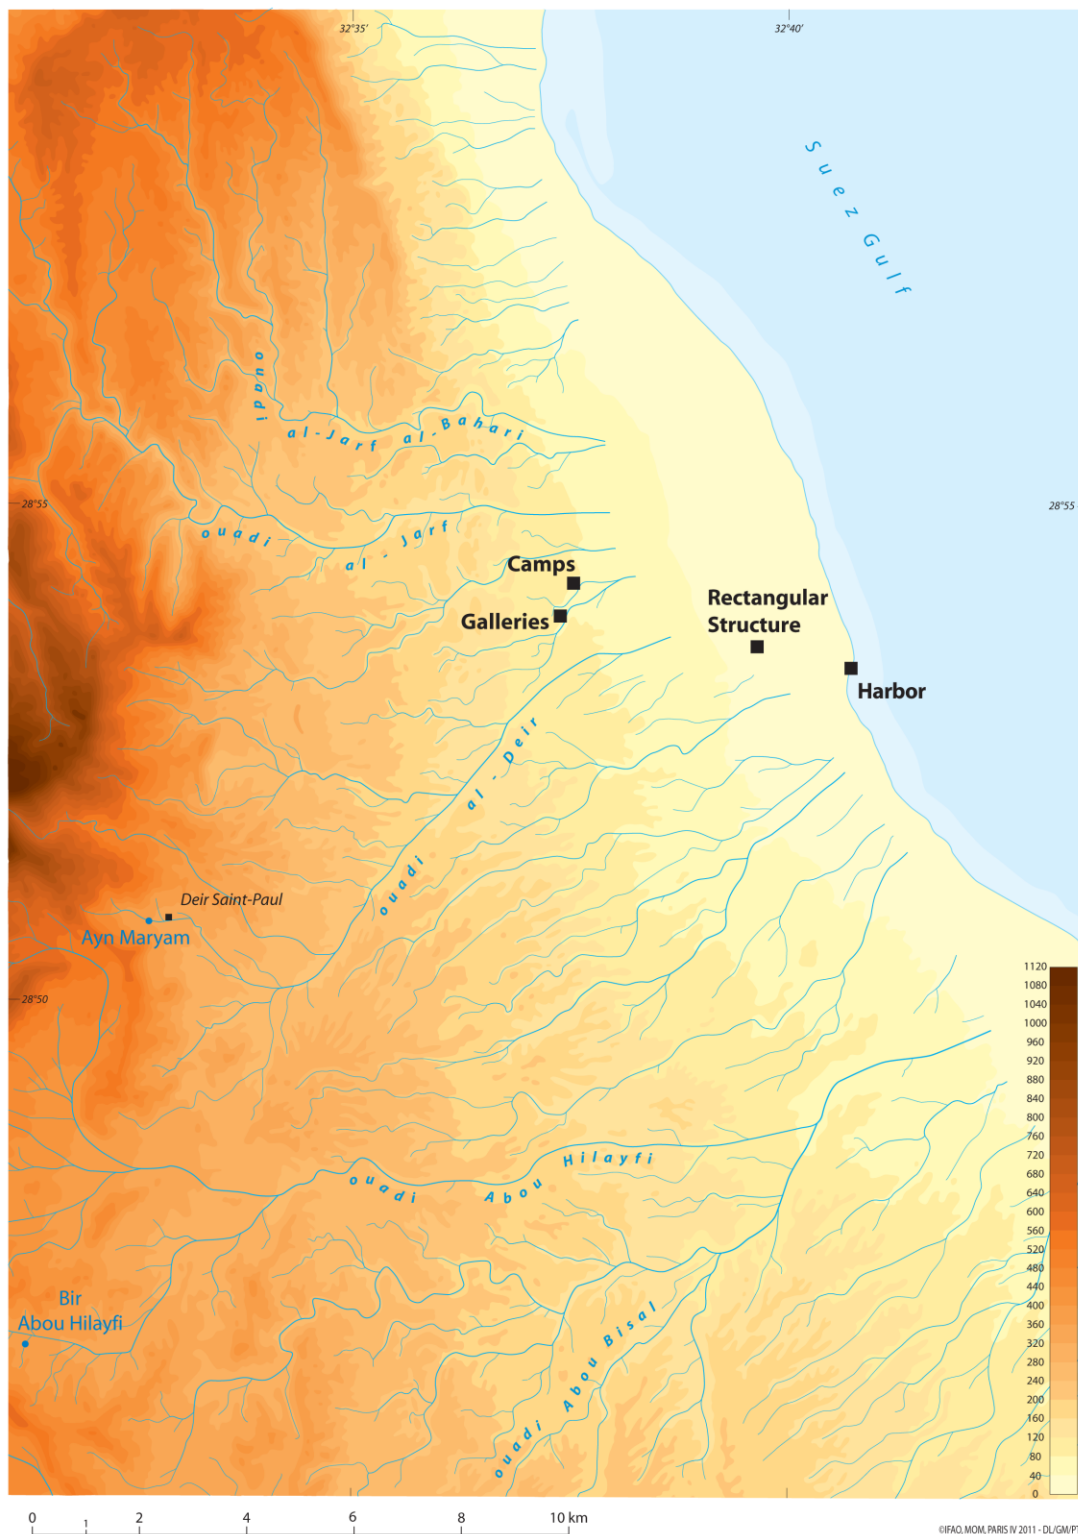 32°35′
32°40′
Suez Gulf
ouadi
al-Jarf al-Bahari
28°55
28°55
ouadi
al - Jarf
Camps
Galleries
Rectangular
Structure
Harbor
ouadi al - Deir
Deir Saint-Paul
Ayn Maryam
28°50
ouadi Abou Hilayfi
Bir
Abou Hilayfi
ouadi Abou Bisal
1120
1080
1040
1000
960
920
880
840
800
760
720
680
640
600
560
520
480
440
400
360
320
280
240
200
160
120
80
40
0
0 1 2 4 6 8 10 km
©IFAO, MOM, PARIS IV 2011 - DL/GM/PT